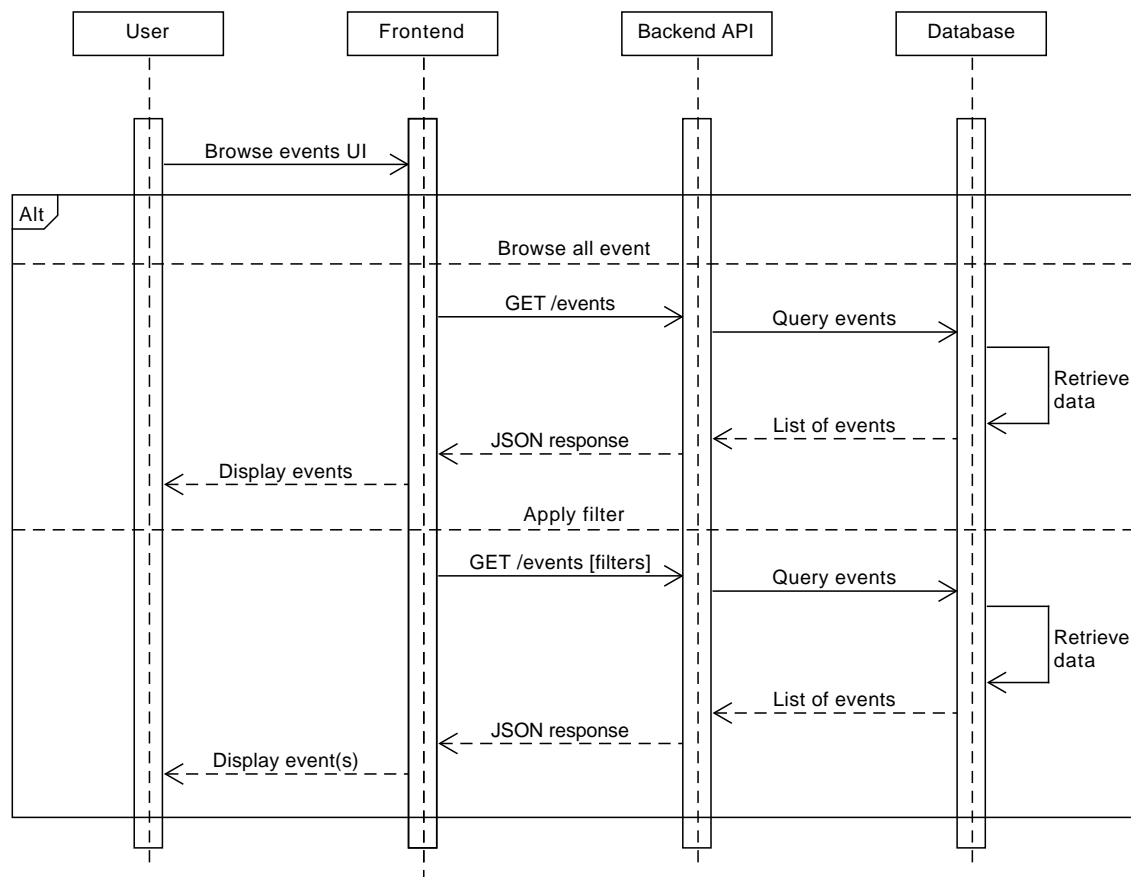 User
Frontend
Backend API
Database
Browse events UI
Alt
Browse all event
GET /events
Query events
Retrieve
data
List of events
JSON response
Display events
Apply filter
GET /events [filters]
Query events
Retrieve
data
List of events
JSON response
Display event(s)